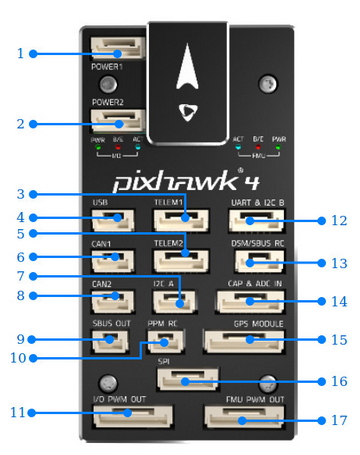 1
POWER1
POWER2
2
PWR B/E ACT
I/O
ACT B/E PWR
FMU
pixhawk®4
3
USB TELEM1 UART & I2C B
4
12
5
CAN1 TELEM2 DSM/SBUS RC
6
13
7
CAN2 I2C A CAP & ADC IN
8
14
SBUS OUT PPM RC GPS MODULE
9
15
10
SPI
16
I/O PWM OUT FMU PWM OUT
11
17